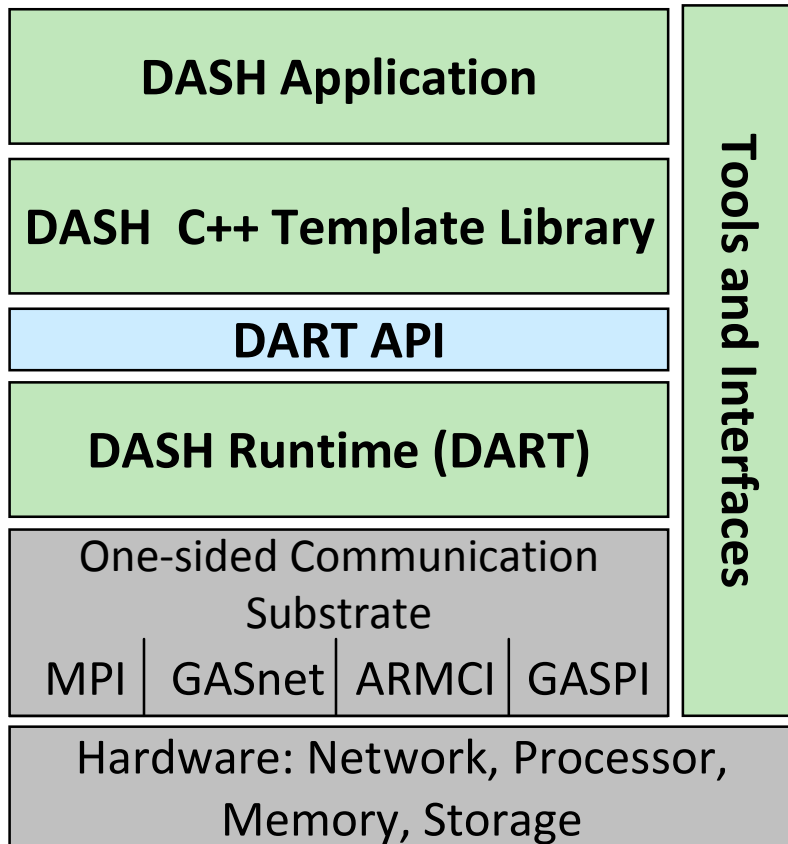 DASH Application
DASH C++ Template Library
DART API
DASH Runtime (DART)
One-sided Communication
Substrate
MPI GASnet ARMCI GASPI
Tools and Interfaces
Hardware: Network, Processor,
Memory, Storage